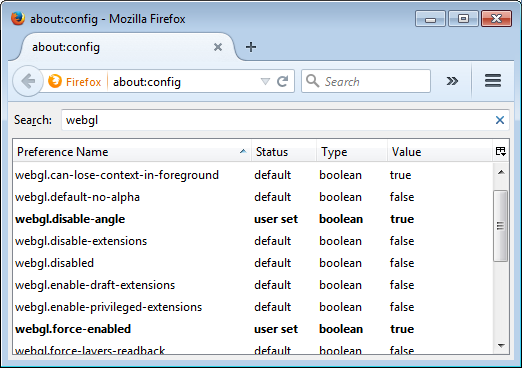 about:config - Mozilla Firefox
about:config
Firefox about:config Search
Search: webgl
Preference Name Status Type Value
webgl.can-lose-context-in-foreground default boolean true
webgl.default-no-alpha default boolean false
webgl.disable-angle user set boolean true
webgl.disable-extensions default boolean false
webgl.disabled default boolean false
webgl.enable-draft-extensions default boolean false
webgl.enable-privileged-extensions default boolean false
webgl.force-enabled user set boolean true
webgl.force-layers-readback default boolean false